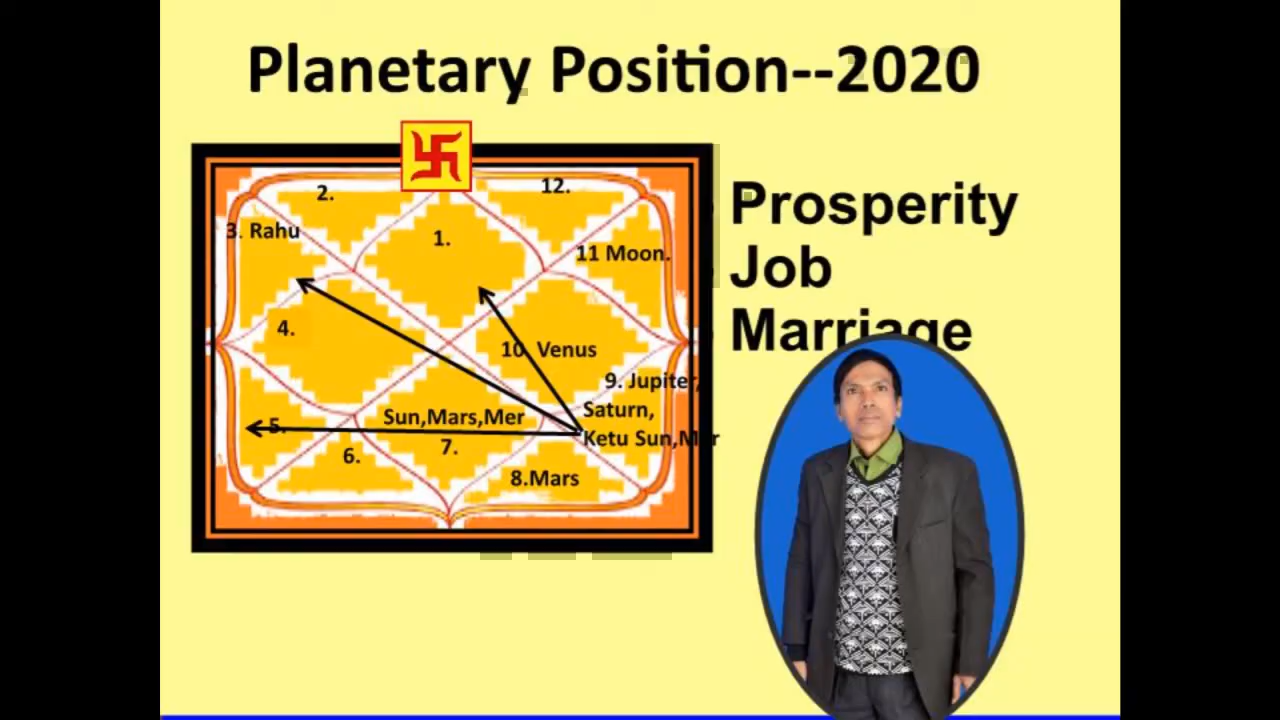 Planetary Position--2020
2.
12.
3. Rahu
1.
11 Moon.
Prosperity
Job
Marriage
4.
10. Venus
9. Jupiter,
Saturn,
Ketu Sun,Mer
5.
Sun,Mars,Mer
7.
6.
8.Mars